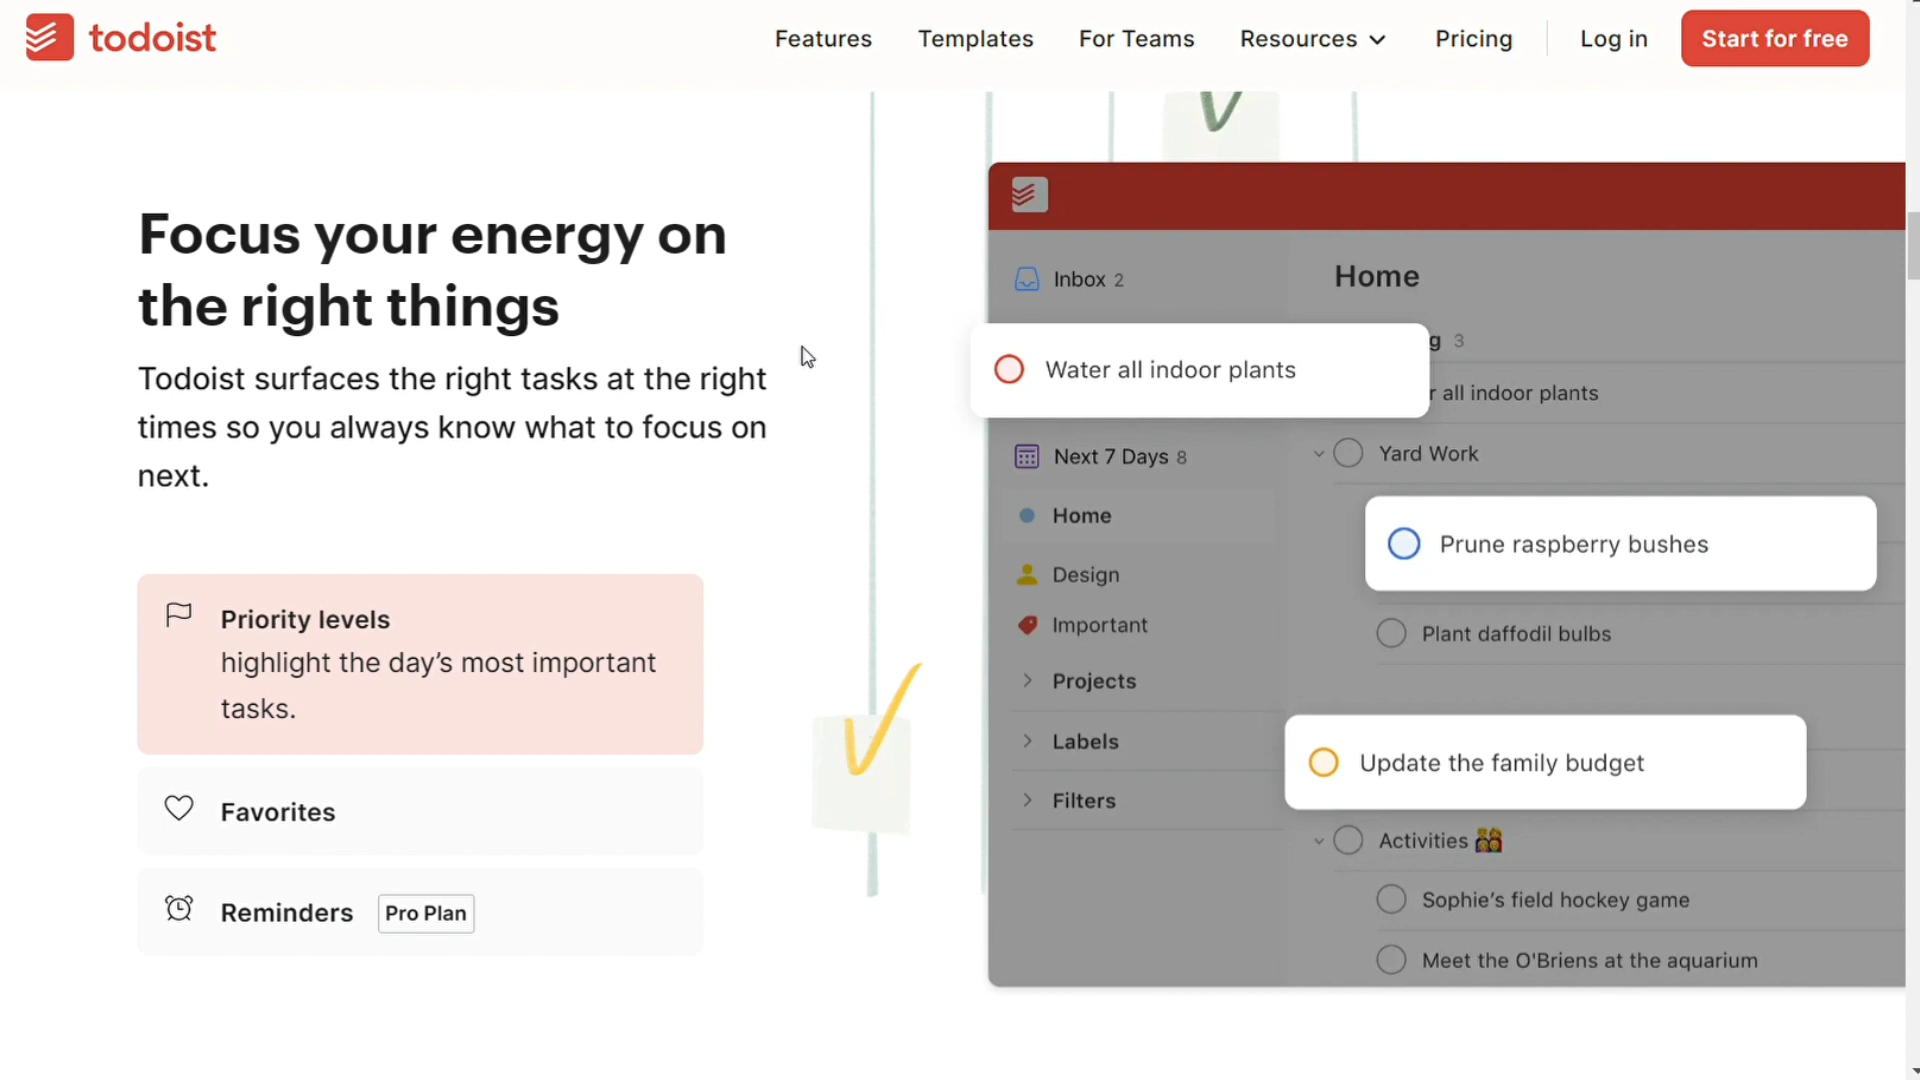 todoist
Features
Templates
For Teams
Resources
Pricing
Log in
Start for free
Focus your energy on
the right things
Todoist surfaces the right tasks at the right
times so you always know what to focus on
next.
Priority levels
highlight the day’s most important
tasks.
Favorites
Reminders
Pro Plan
Inbox 2
Next 7 Days 8
Home
Design
Important
Projects
Labels
Filters
Home
g 3
Water all indoor plants
r all indoor plants
Yard Work
Prune raspberry bushes
Plant daffodil bulbs
Update the family budget
Activities 👫
Sophie’s field hockey game
Meet the O'Briens at the aquarium